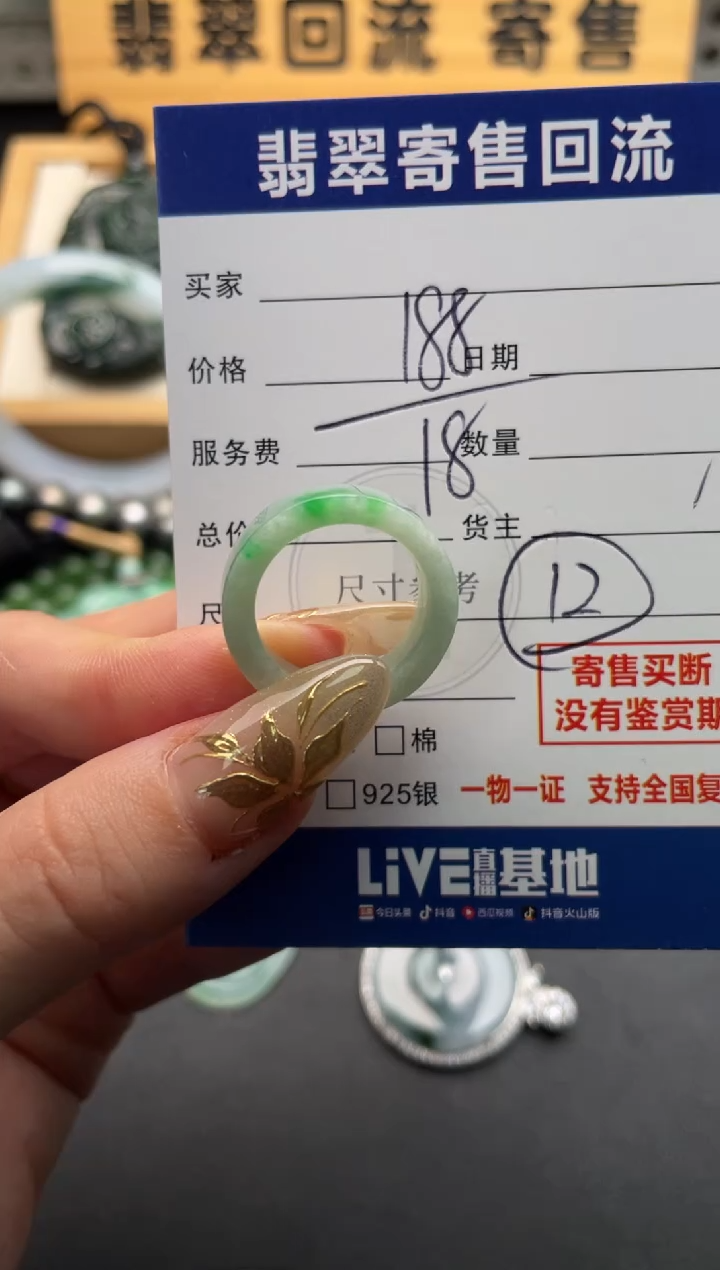 翡翠回流 寄售
翡翠寄售回流
买家
价格 188 日期
服务费 18 数量 1
总价 货主
尺寸参考 12
尺
寄售买断
没有鉴赏期
棉
925银 一物一证 支持全国复
LiVE直播基地
今日头条 抖音 西瓜视频 抖音火山版